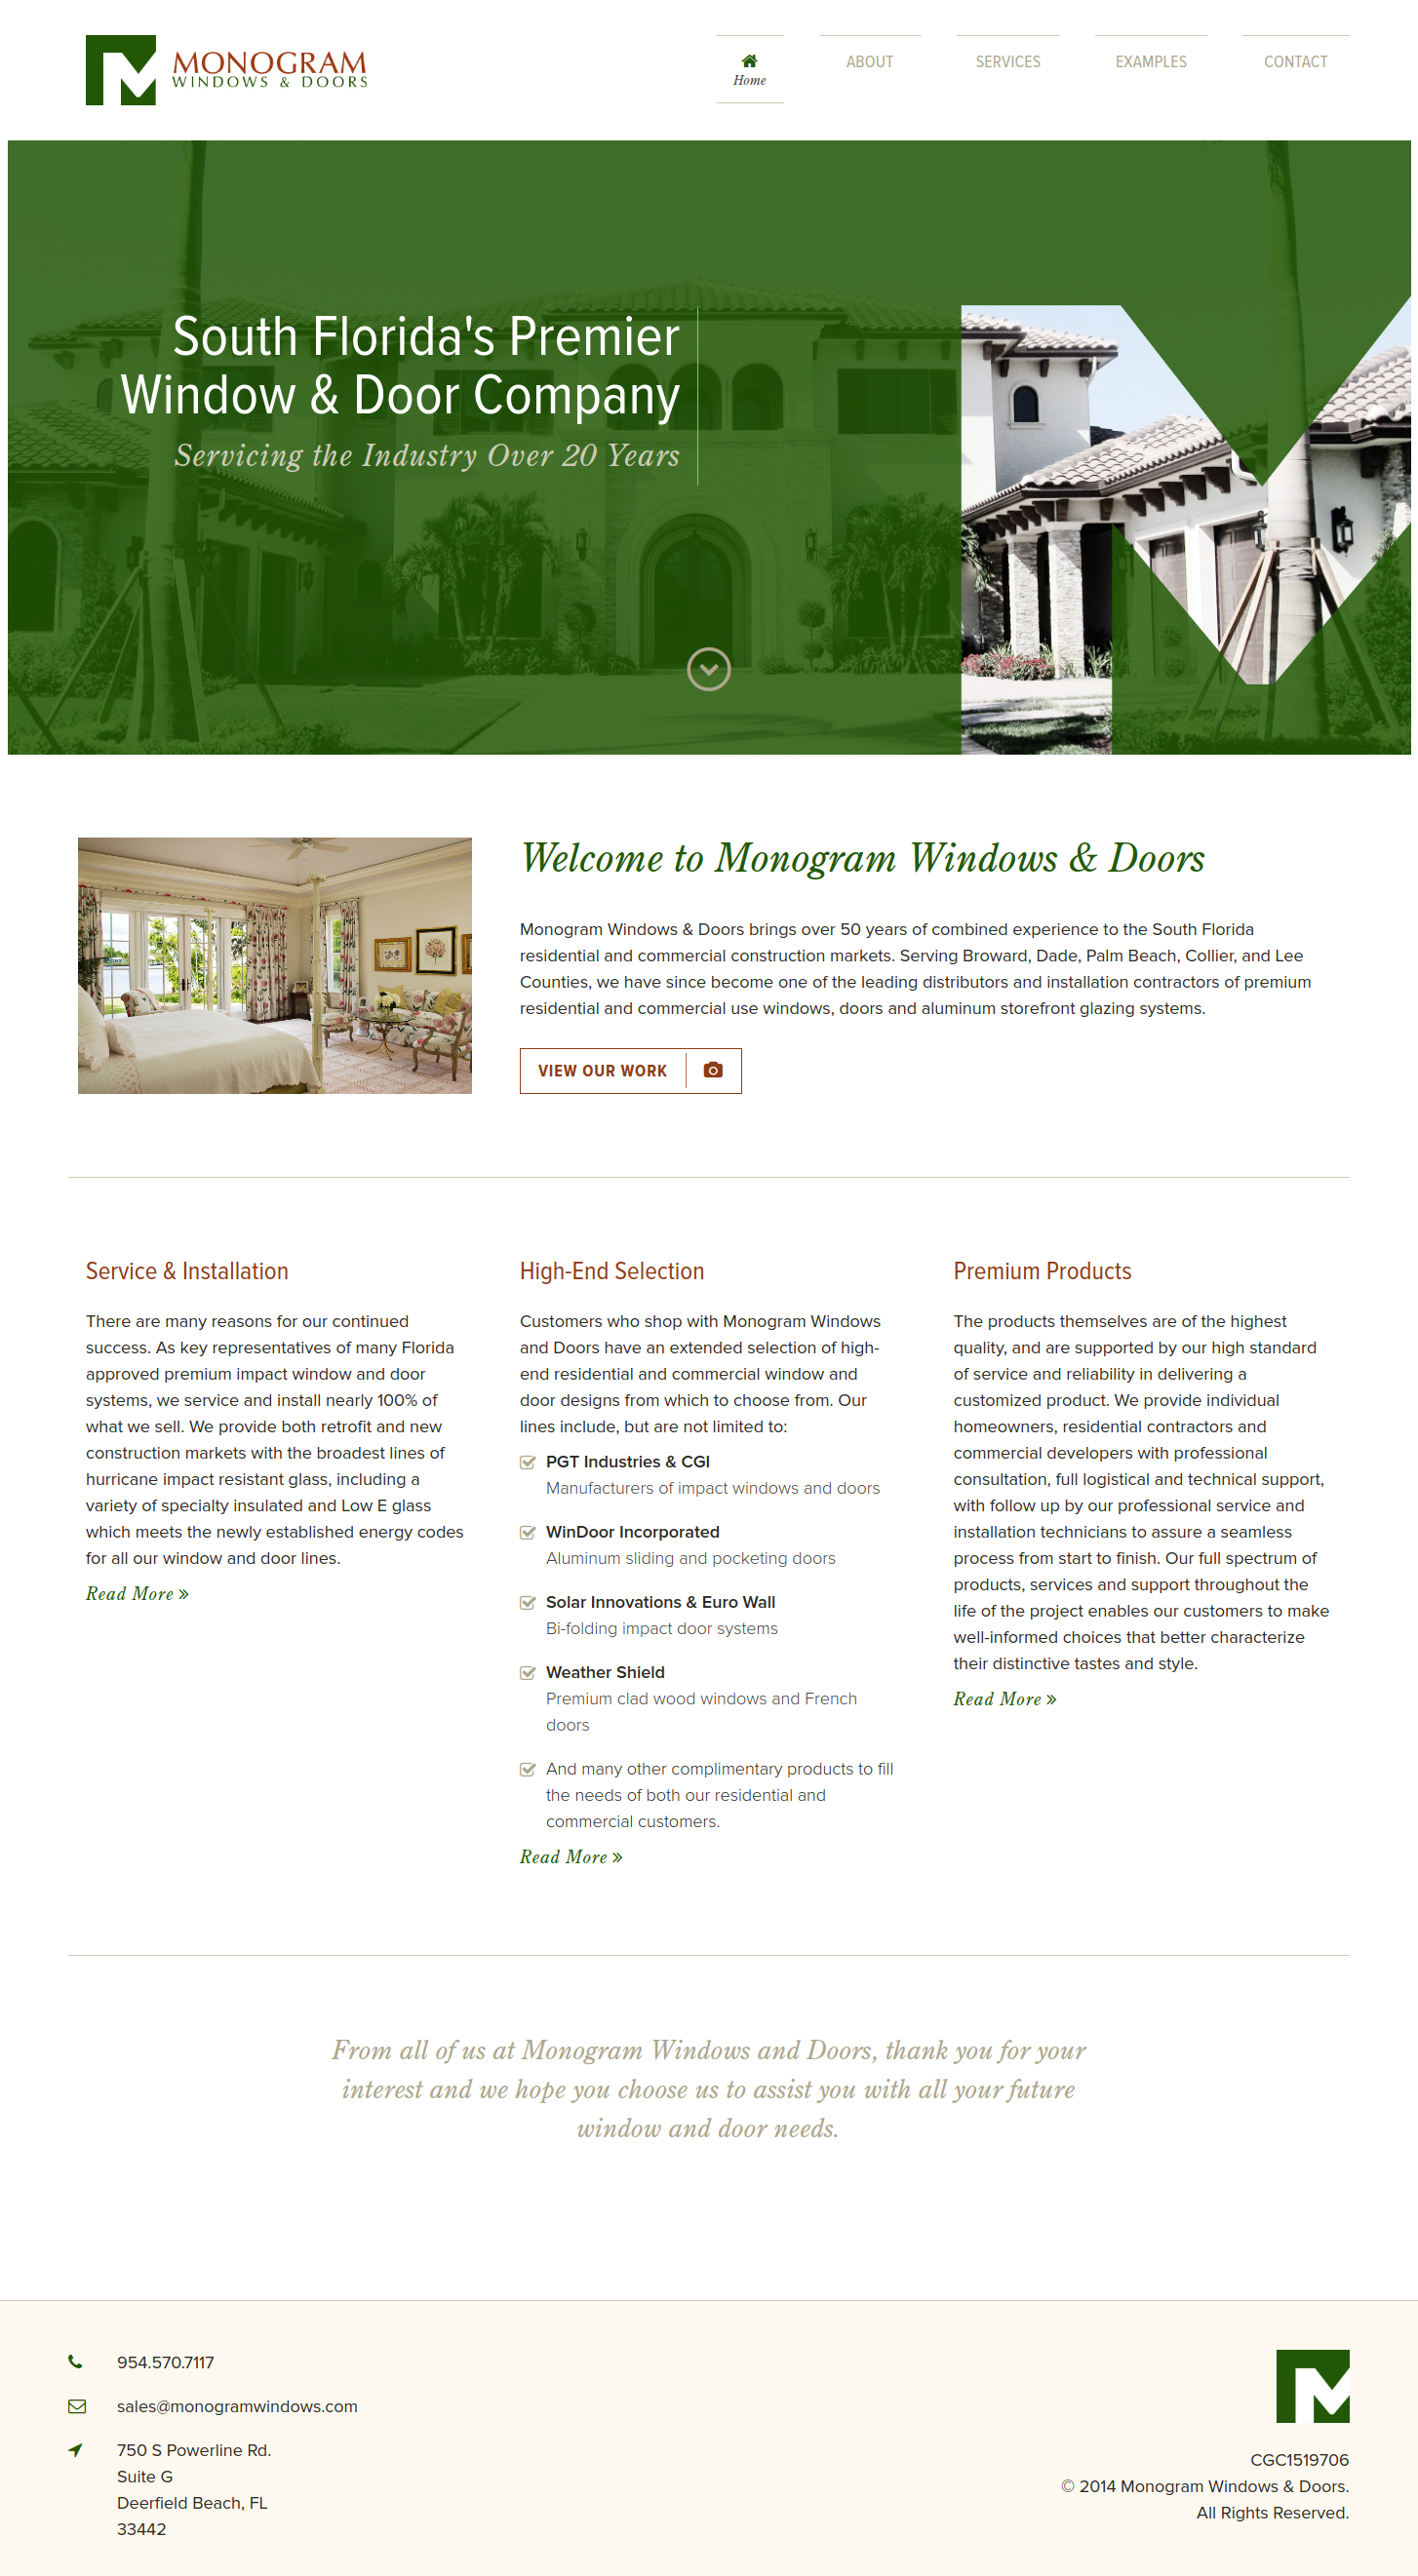 MONOGRAM
WINDOWS & DOORS
Home
ABOUT
SERVICES
EXAMPLES
CONTACT
South Florida's Premier
Window & Door Company
Servicing the Industry Over 20 Years
Welcome to Monogram Windows & Doors
Monogram Windows & Doors brings over 50 years of combined experience to the South Florida
residential and commercial construction markets. Serving Broward, Dade, Palm Beach, Collier, and Lee
Counties, we have since become one of the leading distributors and installation contractors of premium
residential and commercial use windows, doors and aluminum storefront glazing systems.
VIEW OUR WORK
Service & Installation
There are many reasons for our continued
success. As key representatives of many Florida
approved premium impact window and door
systems, we service and install nearly 100% of
what we sell. We provide both retrofit and new
construction markets with the broadest lines of
hurricane impact resistant glass, including a
variety of specialty insulated and Low E glass
which meets the newly established energy codes
for all our window and door lines.
Read More »
High-End Selection
Customers who shop with Monogram Windows
and Doors have an extended selection of high-
end residential and commercial window and
door designs from which to choose from. Our
lines include, but are not limited to:
PGT Industries & CGI
Manufacturers of impact windows and doors
WinDoor Incorporated
Aluminum sliding and pocketing doors
Solar Innovations & Euro Wall
Bi-folding impact door systems
Weather Shield
Premium clad wood windows and French
doors
And many other complimentary products to fill
the needs of both our residential and
commercial customers.
Read More »
Premium Products
The products themselves are of the highest
quality, and are supported by our high standard
of service and reliability in delivering a
customized product. We provide individual
homeowners, residential contractors and
commercial developers with professional
consultation, full logistical and technical support,
with follow up by our professional service and
installation technicians to assure a seamless
process from start to finish. Our full spectrum of
products, services and support throughout the
life of the project enables our customers to make
well-informed choices that better characterize
their distinctive tastes and style.
Read More »
From all of us at Monogram Windows and Doors, thank you for your
interest and we hope you choose us to assist you with all your future
window and door needs.
954.570.7117
sales@monogramwindows.com
750 S Powerline Rd.
Suite G
Deerfield Beach, FL
33442
CGC1519706
© 2014 Monogram Windows & Doors.
All Rights Reserved.